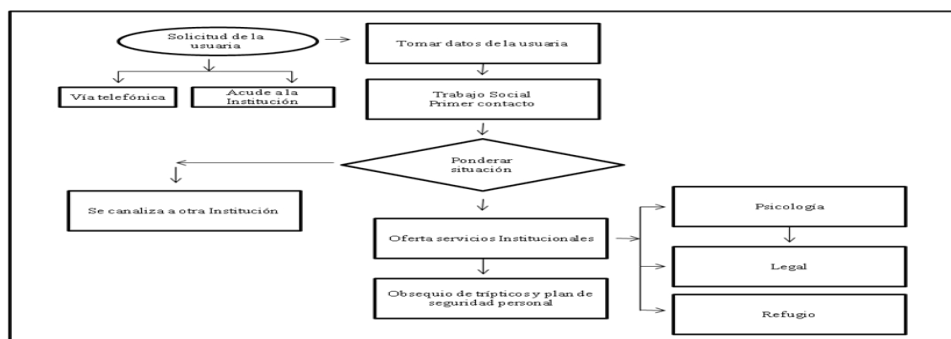 Solicitud de la
usuaria
Tomar datos de la usuaria
Vía telefónica
Acude a la
Institución
Trabajo Social
Primer contacto
Ponderar
situación
Se canaliza a otra Institución
Oferta servicios Institucionales
Psicología
Legal
Obsequio de trípticos y plan de
seguridad personal
Refugio